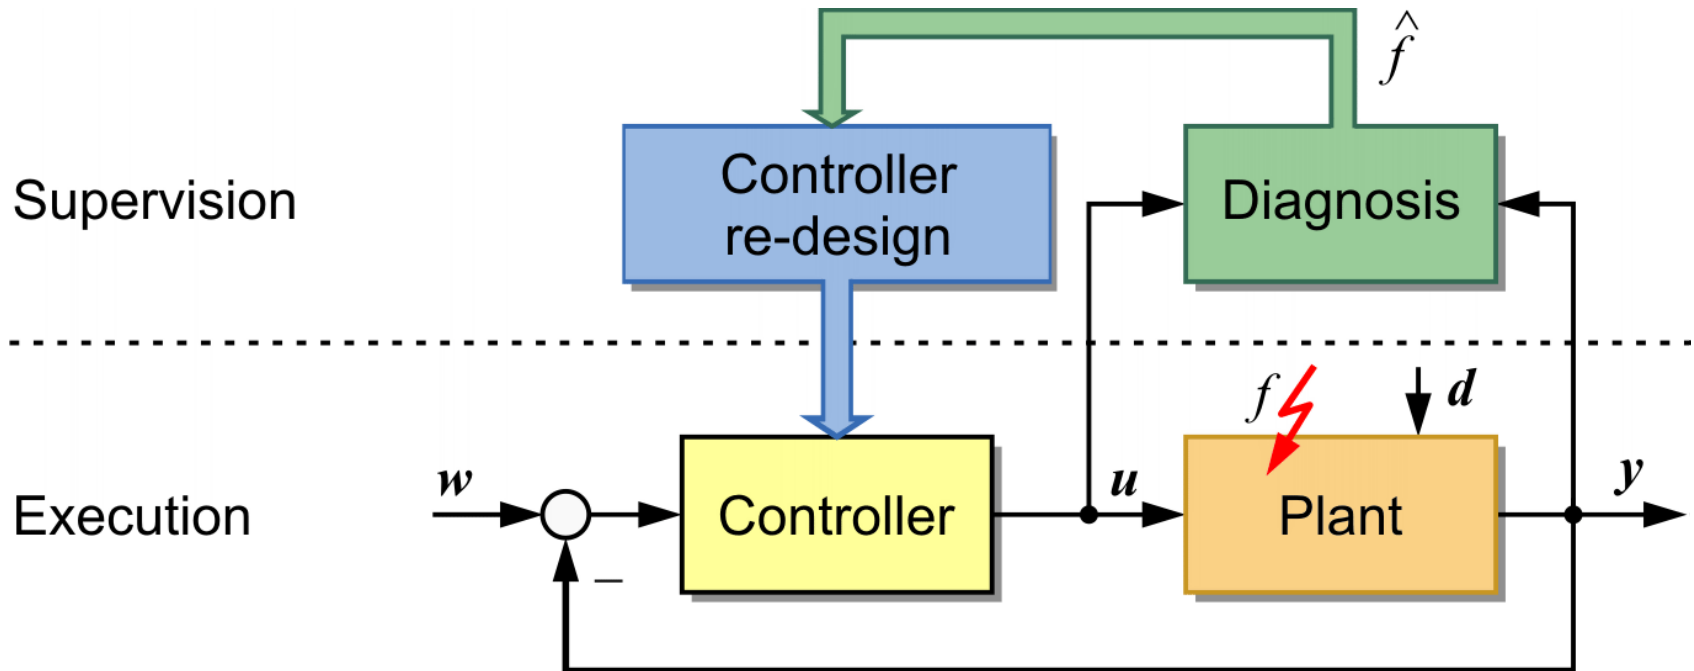 f̂
Controller
re-design
Supervision
Diagnosis
f
d
w
u
y
Execution
Controller
Plant
−